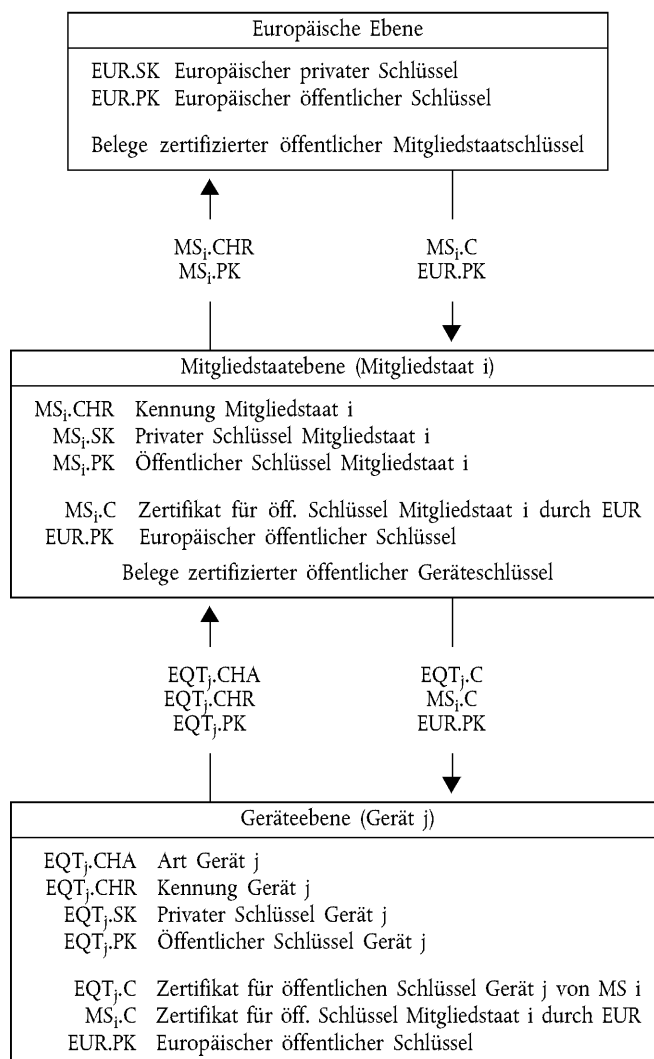 Europäische Ebene
EUR.SK Europäischer privater Schlüssel
EUR.PK Europäischer öffentlicher Schlüssel
Belege zertifizierter öffentlicher Mitgliedstaatschlüssel
MSi.CHR
MSi.PK
MSi.C
EUR.PK
Mitgliedstaatebene (Mitgliedstaat i)
MSi.CHR Kennung Mitgliedstaat i
MSi.SK Privater Schlüssel Mitgliedstaat i
MSi.PK Öffentlicher Schlüssel Mitgliedstaat i
MSi.C Zertifikat für öff. Schlüssel Mitgliedstaat i durch EUR
EUR.PK Europäischer öffentlicher Schlüssel
Belege zertifizierter öffentlicher Geräteschlüssel
EQTj.CHA
EQTj.CHR
EQTj.PK
EQTj.C
MSi.C
EUR.PK
Geräteebene (Gerät j)
EQTj.CHA Art Gerät j
EQTj.CHR Kennung Gerät j
EQTj.SK Privater Schlüssel Gerät j
EQTj.PK Öffentlicher Schlüssel Gerät j
EQTj.C Zertifikat für öffentlichen Schlüssel Gerät j von MS i
MSi.C Zertifikat für öff. Schlüssel Mitgliedstaat i durch EUR
EUR.PK Europäischer öffentlicher Schlüssel